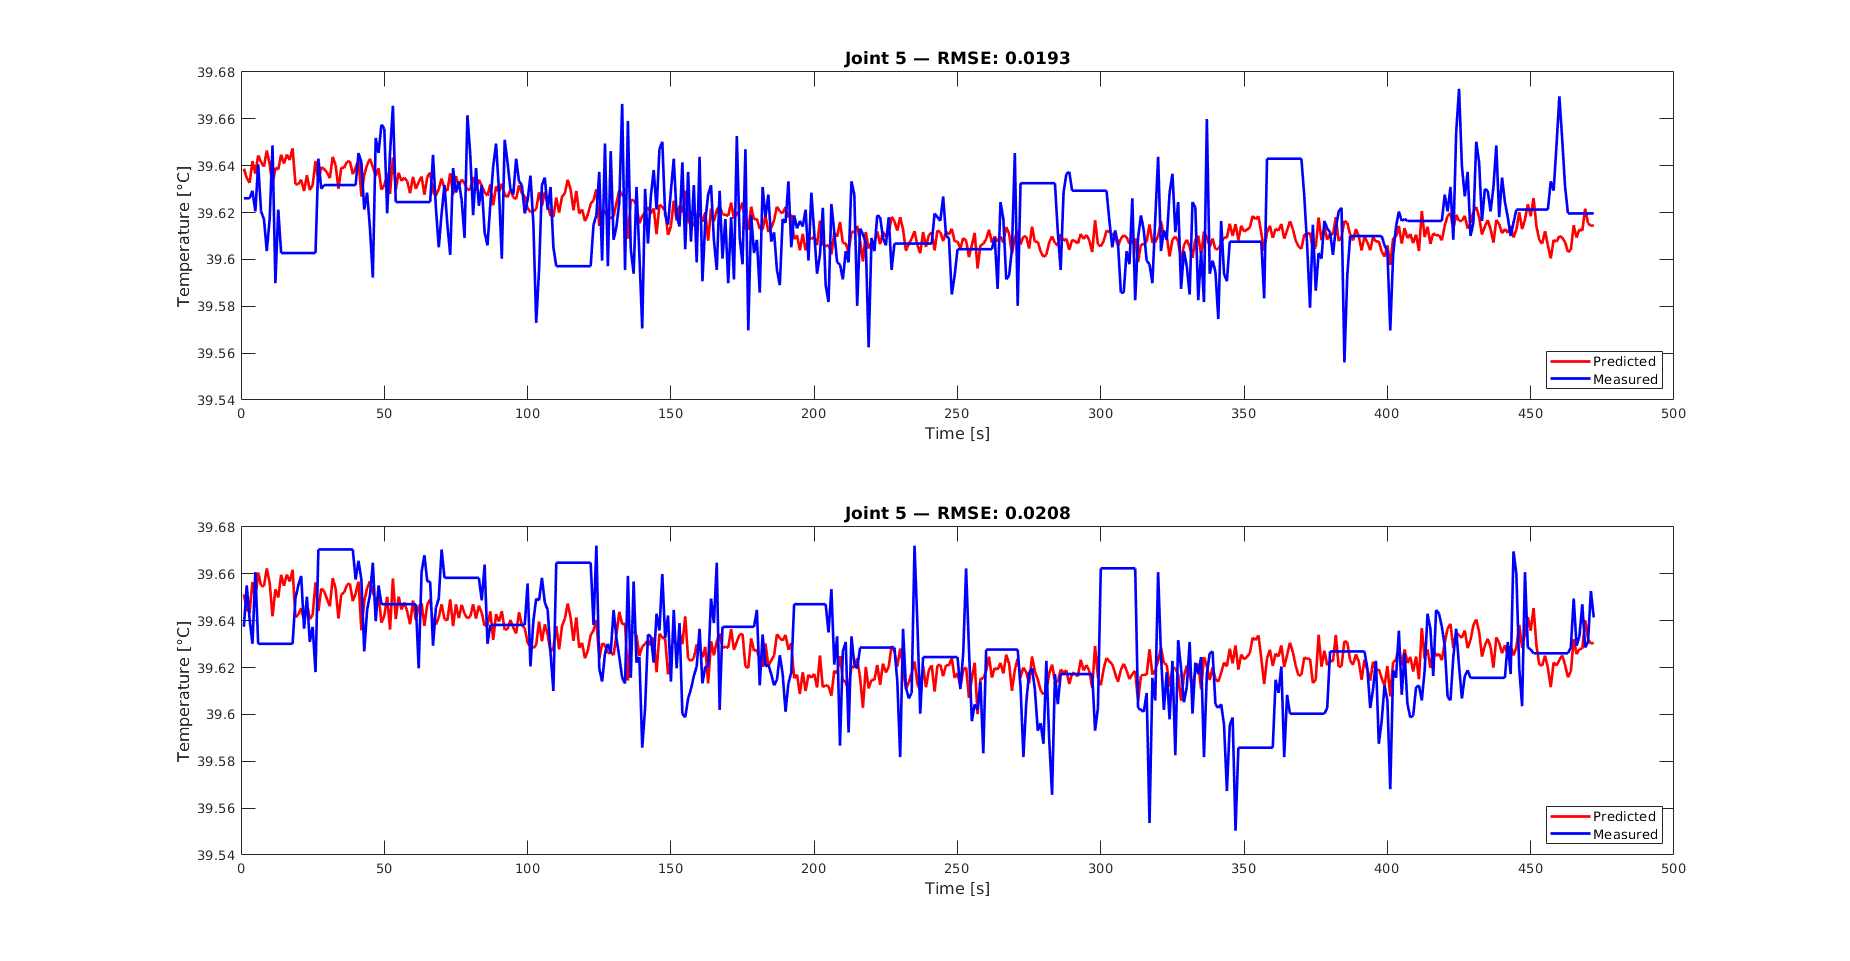 Joint 5 — RMSE: 0.0193
39.68
39.66
39.64
39.62
39.6
39.58
39.56
39.54
Temperature [°C]
0 50 100 150 200 250 300 350 400 450 500
Time [s]
Predicted
Measured
Joint 5 — RMSE: 0.0208
39.68
39.66
39.64
39.62
39.6
39.58
39.56
39.54
Temperature [°C]
0 50 100 150 200 250 300 350 400 450 500
Time [s]
Predicted
Measured